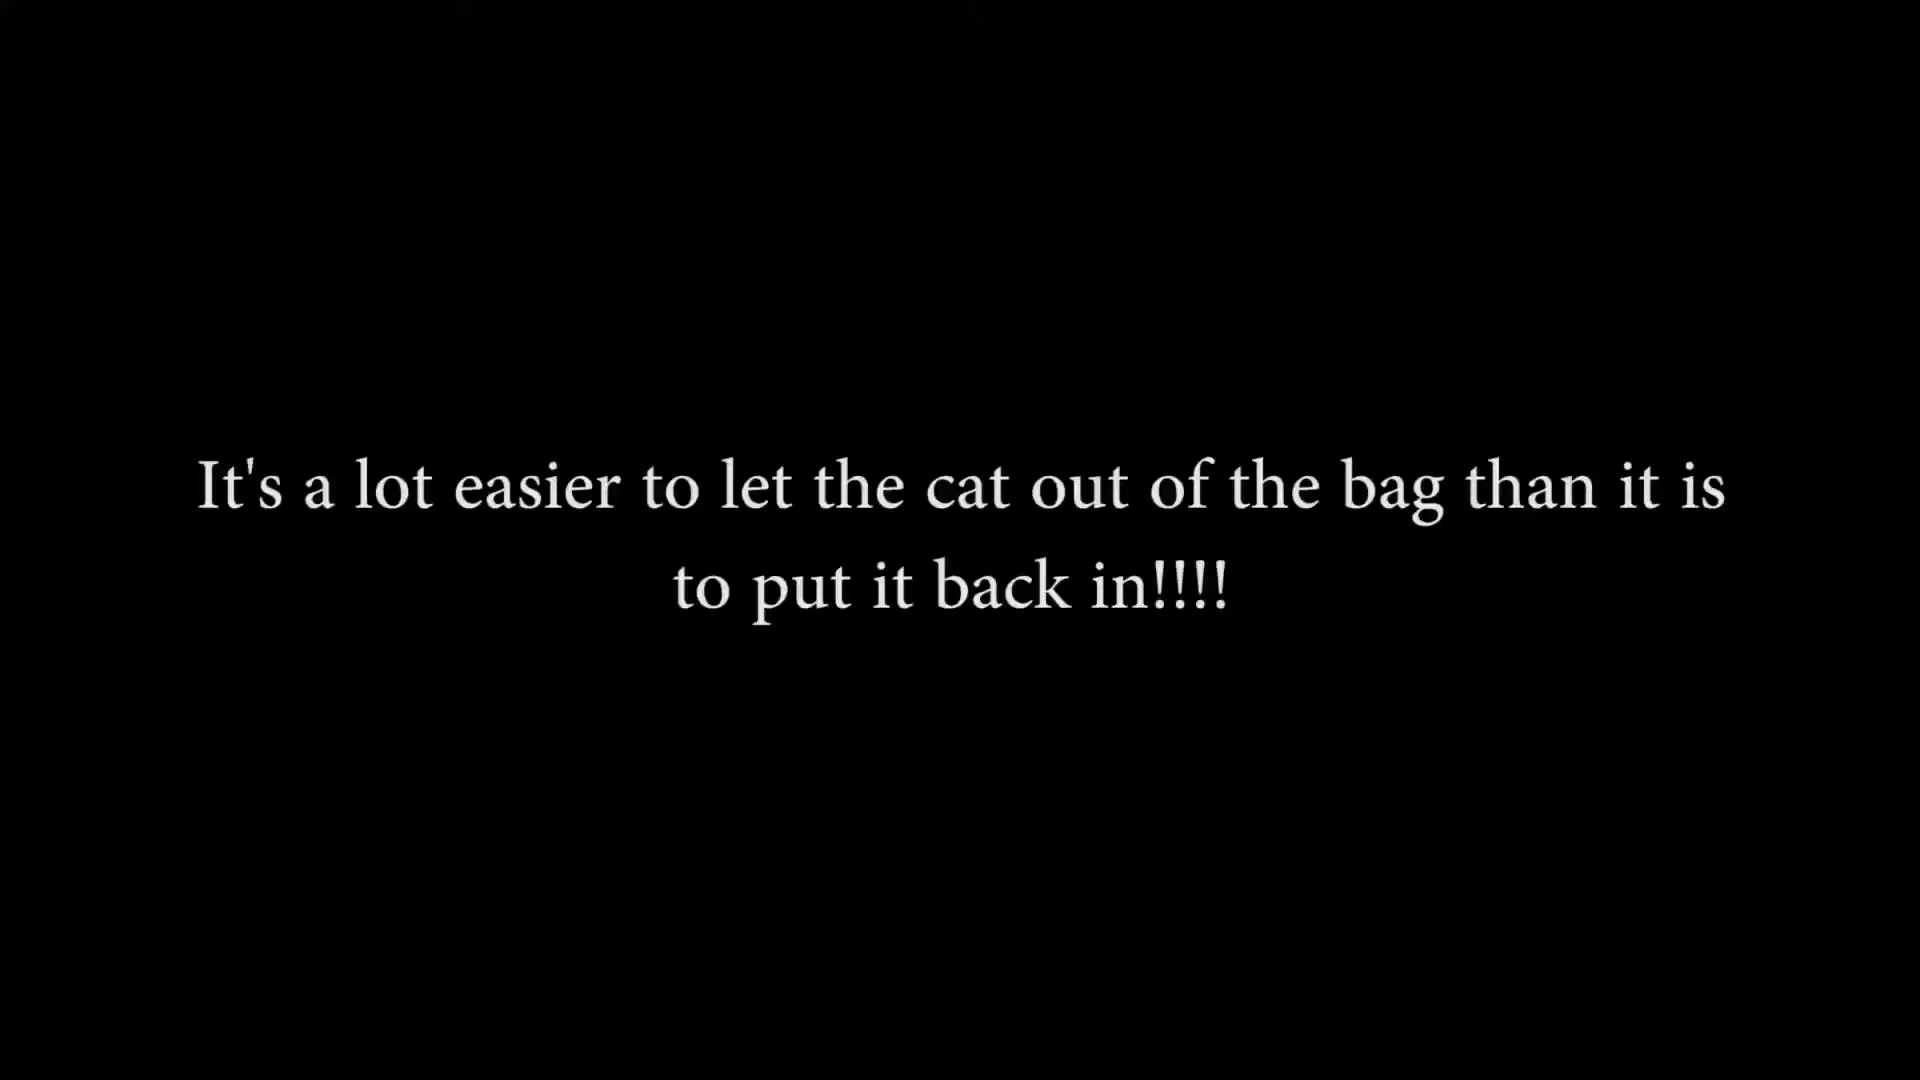 It's a lot easier to let the cat out of the bag than it is
to put it back in!!!!